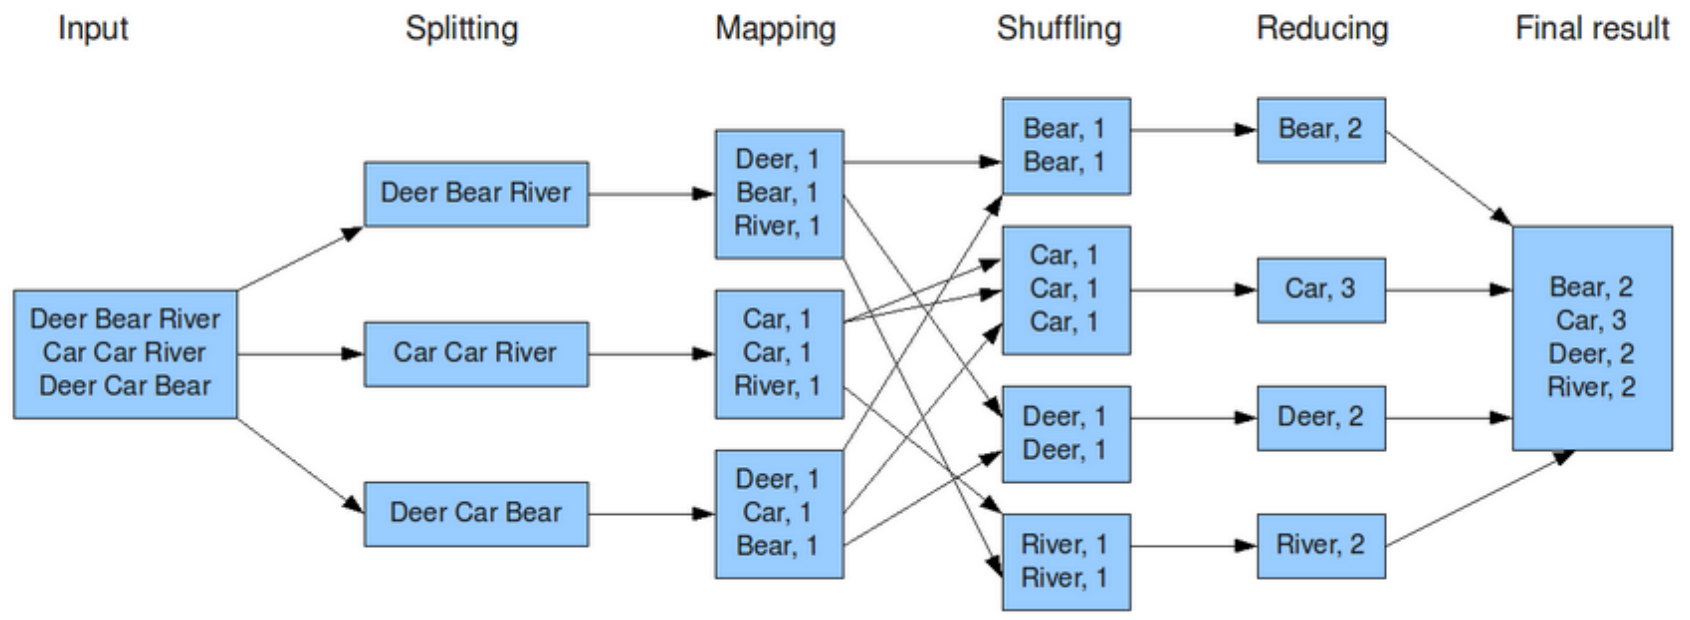 Input
Splitting
Mapping
Shuffling
Reducing
Final result
Deer Bear River
Car Car River
Deer Car Bear
Deer Bear River
Car Car River
Deer Car Bear
Deer, 1
Bear, 1
River, 1
Car, 1
Car, 1
River, 1
Deer, 1
Car, 1
Bear, 1
Bear, 1
Bear, 1
Car, 1
Car, 1
Car, 1
Deer, 1
Deer, 1
River, 1
River, 1
Bear, 2
Car, 3
Deer, 2
River, 2
Bear, 2
Car, 3
Deer, 2
River, 2